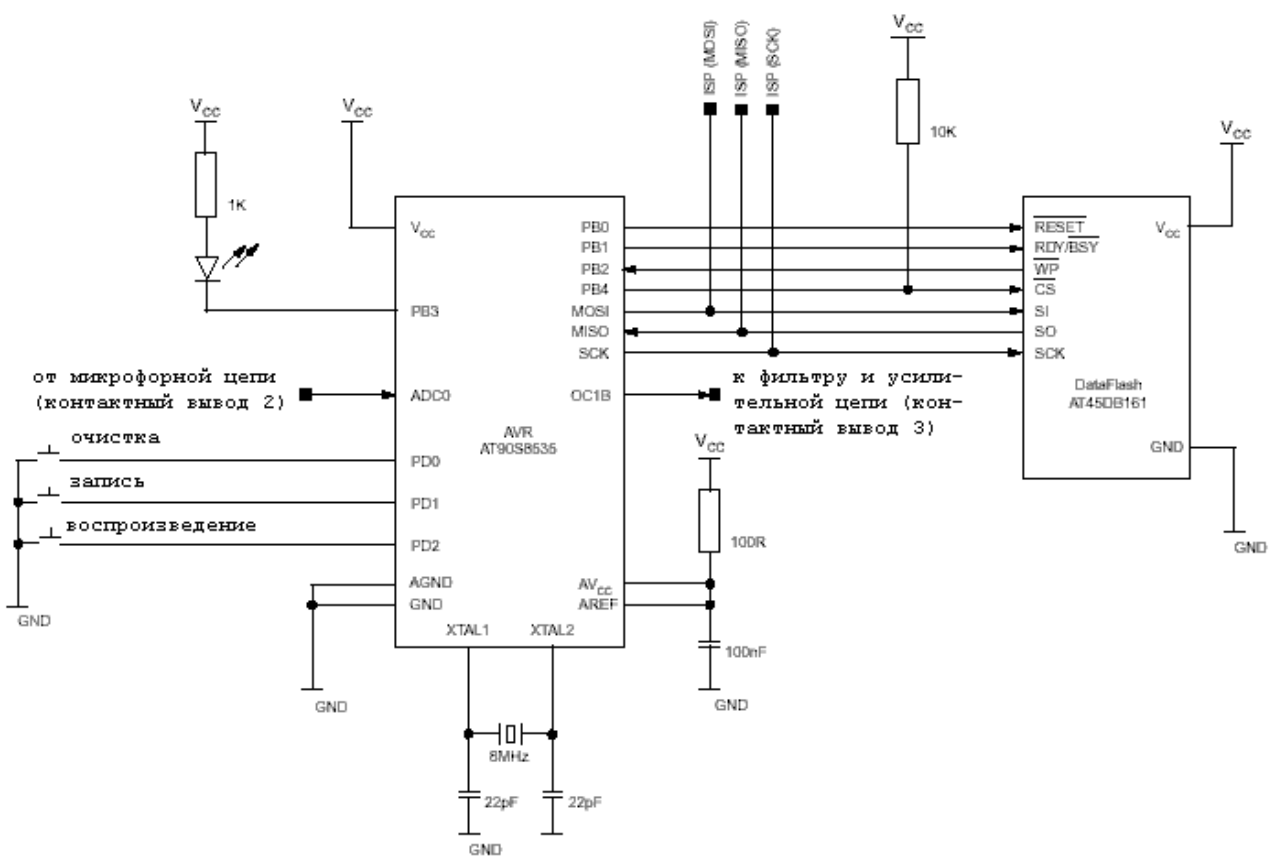 ISP (MOSI)
ISP (MISO)
ISP (SCK)
VCC
10K
VCC
VCC
VCC
1K
VCC
PB3
ADC0
PD0
PD1
PD2
AGND
GND
XTAL1
XTAL2
AVR
AT90S8535
PB0
PB1
PB2
PB4
MOSI
MISO
SCK
OC1B
AVCC
AREF
RESET
RDY/BSY
WP
CS
SI
SO
SCK
VCC
DataFlash
AT45DB161
GND
GND
от микрофорной цепи
(контактный вывод 2)
к фильтру и усили-
тельной цепи (кон-
тактный вывод 3)
очистка
запись
воспроизведение
GND
GND
VCC
100R
100nF
GND
8MHz
22pF
22pF
GND